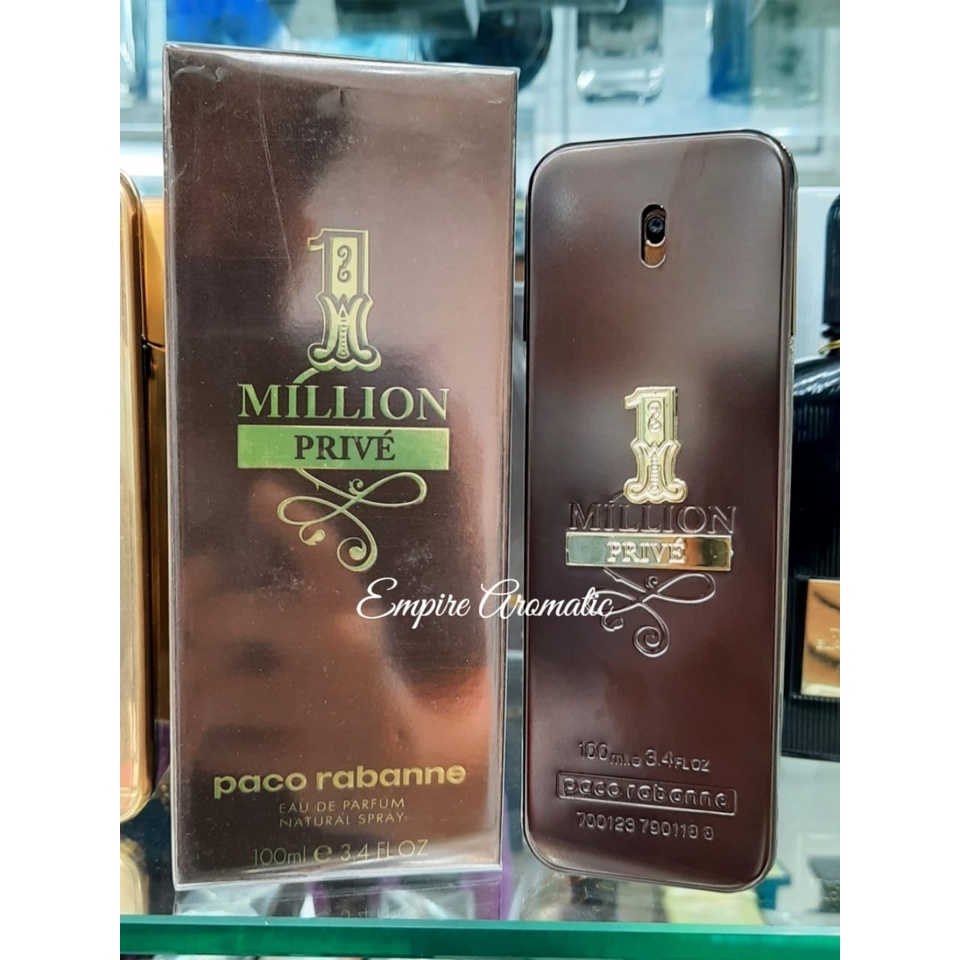 1
MILLION
PRIVÉ
paco rabanne
EAU DE PARFUM
NATURAL SPRAY
100ml e 3.4 FL OZ
1
MILLION
PRIVÉ
100ml e 3.4 FL OZ
paco rabanne
700123 790118 8
Empire Aromatic